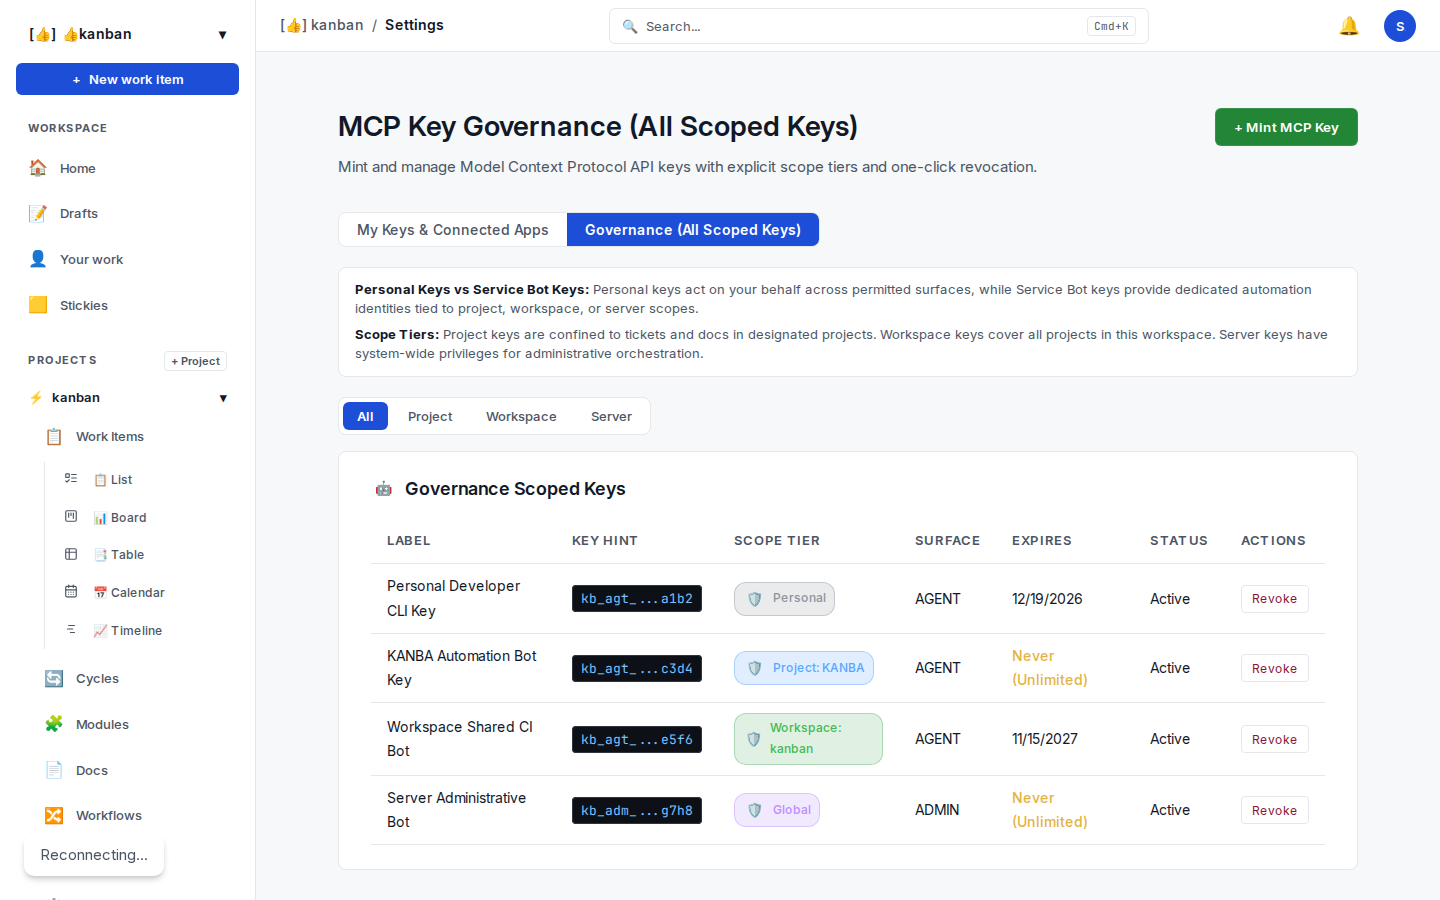 [👍] 👍kanban ▼
+ New work item
WORKSPACE
🏠 Home
📝 Drafts
👤 Your work
🟨 Stickies
PROJECTS + Project
⚡ kanban ▼
📋 Work Items
📋 List
📊 Board
📑 Table
📅 Calendar
📈 Timeline
🔄 Cycles
🧩 Modules
📄 Docs
🔀 Workflows
Reconnecting...
[👍] kanban / Settings
🔍 Search... Cmd+K
🔔 S
MCP Key Governance (All Scoped Keys)
+ Mint MCP Key
Mint and manage Model Context Protocol API keys with explicit scope tiers and one-click revocation.
My Keys & Connected Apps Governance (All Scoped Keys)
Personal Keys vs Service Bot Keys: Personal keys act on your behalf across permitted surfaces, while Service Bot keys provide dedicated automation
identities tied to project, workspace, or server scopes.
Scope Tiers: Project keys are confined to tickets and docs in designated projects. Workspace keys cover all projects in this workspace. Server keys have
system-wide privileges for administrative orchestration.
All Project Workspace Server
🤖 Governance Scoped Keys
LABEL KEY HINT SCOPE TIER SURFACE EXPIRES STATUS ACTIONS
Personal Developer
CLI Key
kb_agt_...a1b2 🛡️ Personal AGENT 12/19/2026 Active Revoke
KANBA Automation Bot
Key
kb_agt_...c3d4 🛡️ Project: KANBA AGENT
Never
(Unlimited)
Active Revoke
Workspace Shared CI
Bot
kb_agt_...e5f6 🛡️
Workspace:
kanban
AGENT 11/15/2027 Active Revoke
Server Administrative
Bot
kb_adm_...g7h8 🛡️ Global ADMIN
Never
(Unlimited)
Active Revoke